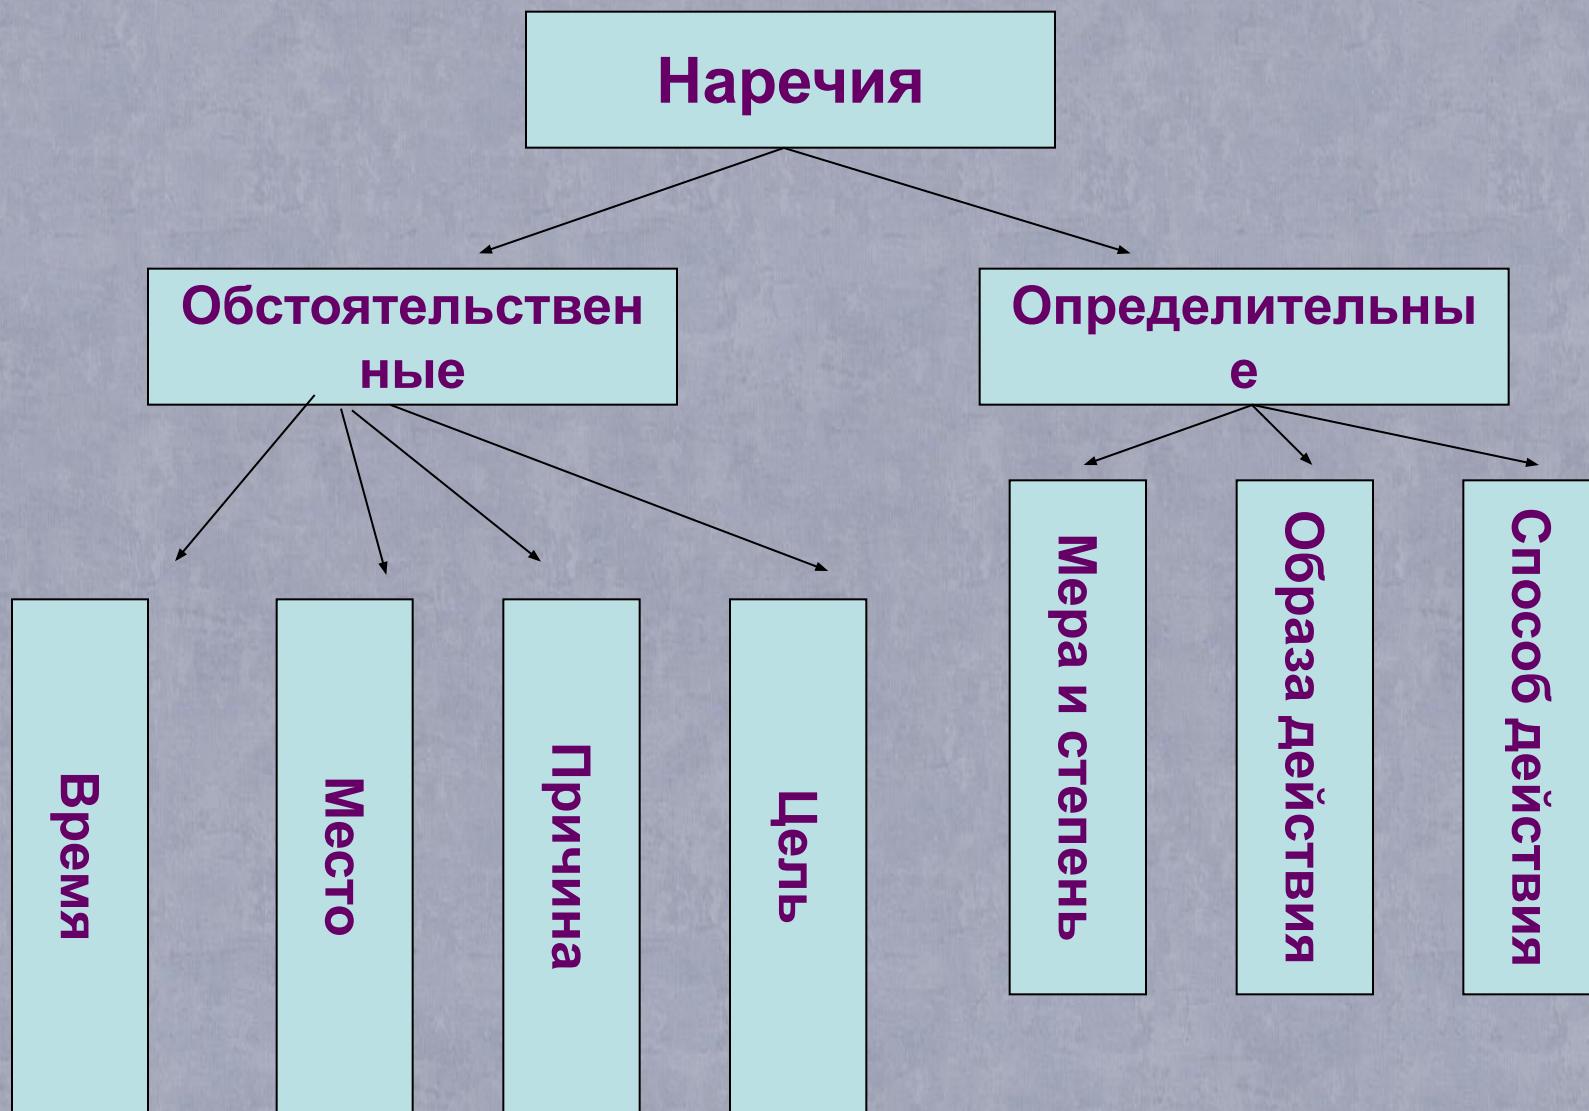 Наречия
Обстоятельствен
ные
Определительны
е
Время
Место
Причина
Цель
Мера и степень
Образа действия
Способ действия